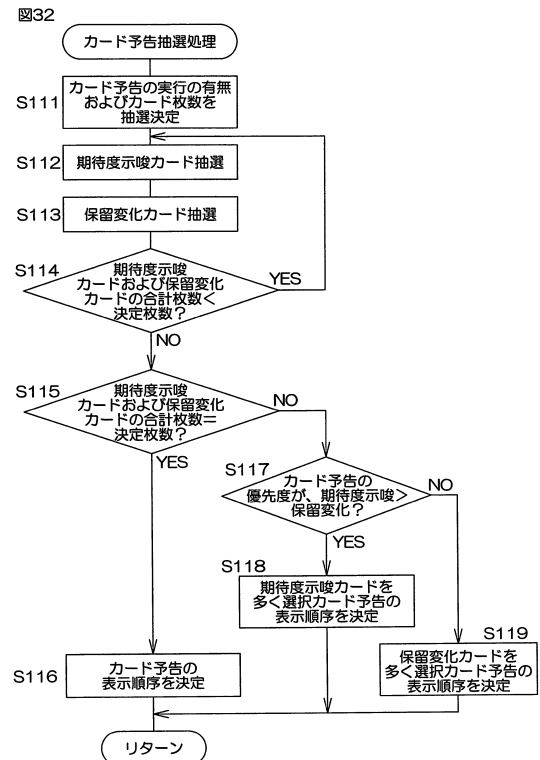 図32
カード予告抽選処理
S111
カード予告の実行の有無
およびカード枚数を
抽選決定
S112
期待度示唆カード抽選
S113
保留変化カード抽選
S114
期待度示唆
カードおよび保留変化
カードの合計枚数<
決定枚数?
YES
NO
S115
期待度示唆
カードおよび保留変化
カードの合計枚数=
決定枚数?
NO
YES
S117
カード予告の
優先度が、期待度示唆>
保留変化?
NO
YES
S118
期待度示唆カードを
多く選択カード予告の
表示順序を決定
S119
保留変化カードを
多く選択カード予告の
表示順序を決定
S116
カード予告の
表示順序を決定
リターン